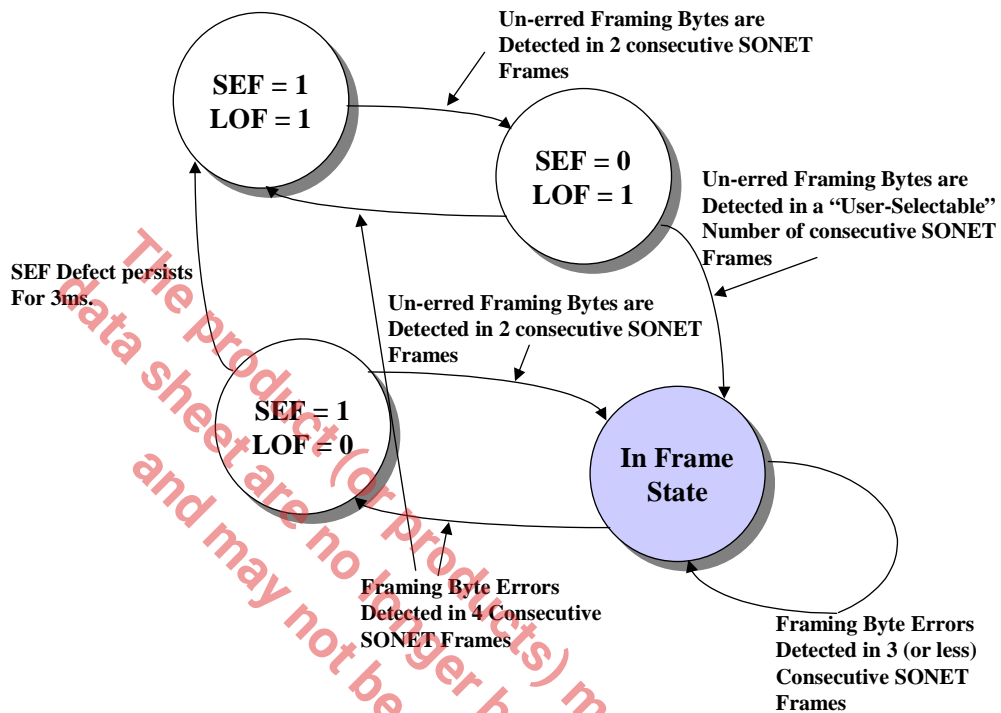 Un-erred Framing Bytes are
Detected in 2 consecutive SONET
Frames
SEF = 1
LOF = 1
SEF = 0
LOF = 1
Un-erred Framing Bytes are
Detected in a “User-Selectable”
Number of consecutive SONET
Frames
SEF Defect persists
For 3ms.
Un-erred Framing Bytes are
Detected in 2 consecutive SONET
Frames
SEF = 1
LOF = 0
In Frame
State
Framing Byte Errors
Detected in 4 Consecutive
SONET Frames
Framing Byte Errors
Detected in 3 (or less)
Consecutive SONET
Frames
The product (or products) m
data sheet are no longer b
and may not be